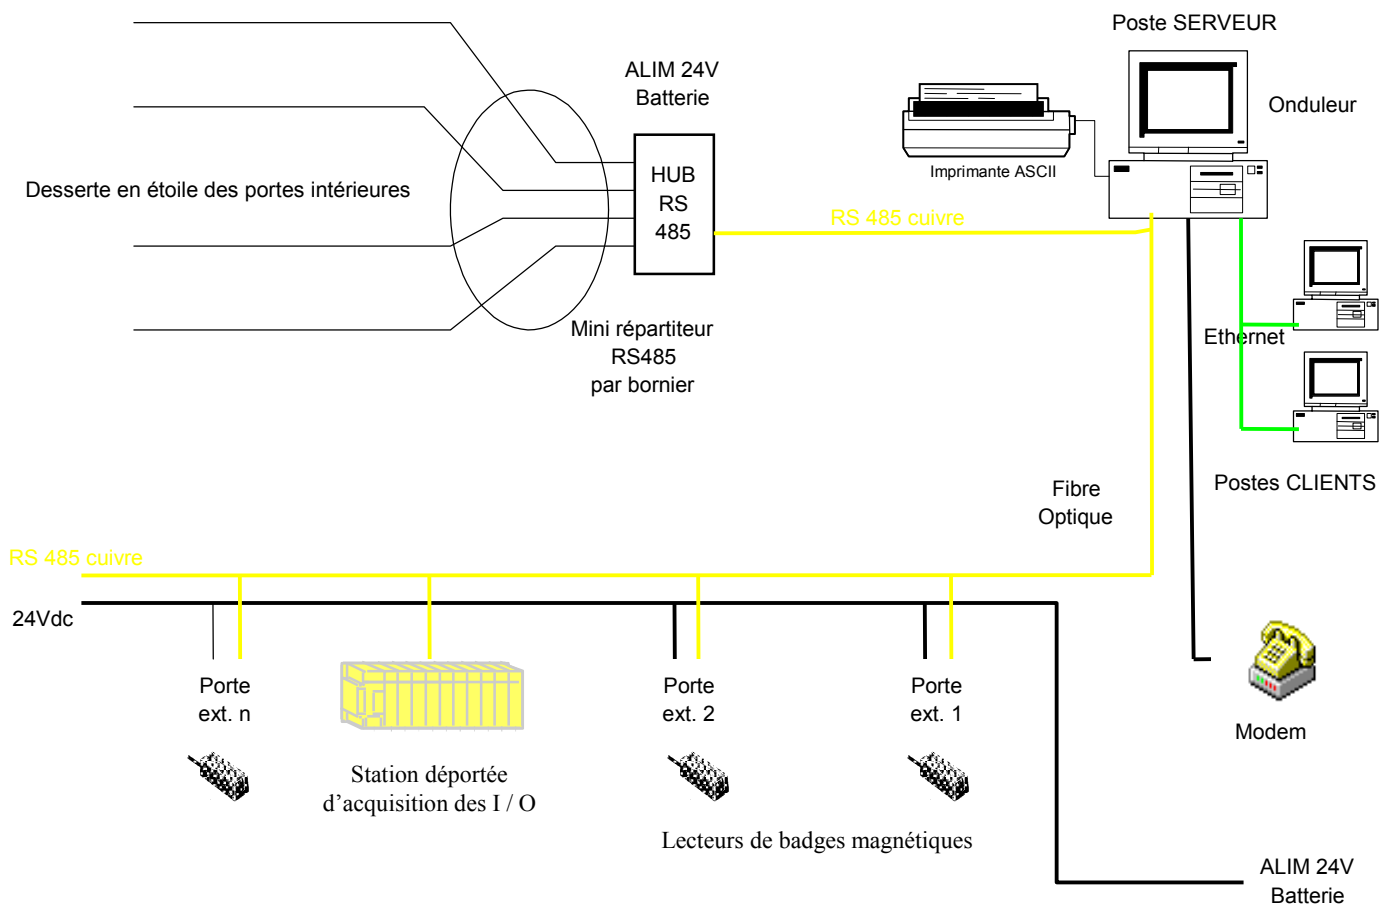 Poste SERVEUR
ALIM 24V
Batterie
Onduleur
Imprimante ASCII
HUB
RS
485
Desserte en étoile des portes intérieures
RS 485 cuivre
Mini répartiteur
RS485
par bornier
Ethernet
Postes CLIENTS
Fibre
Optique
RS 485 cuivre
24Vdc
Porte
ext. n
Porte
ext. 2
Porte
ext. 1
Modem
Station déportée
d’acquisition des I / O
Lecteurs de badges magnétiques
ALIM 24V
Batterie